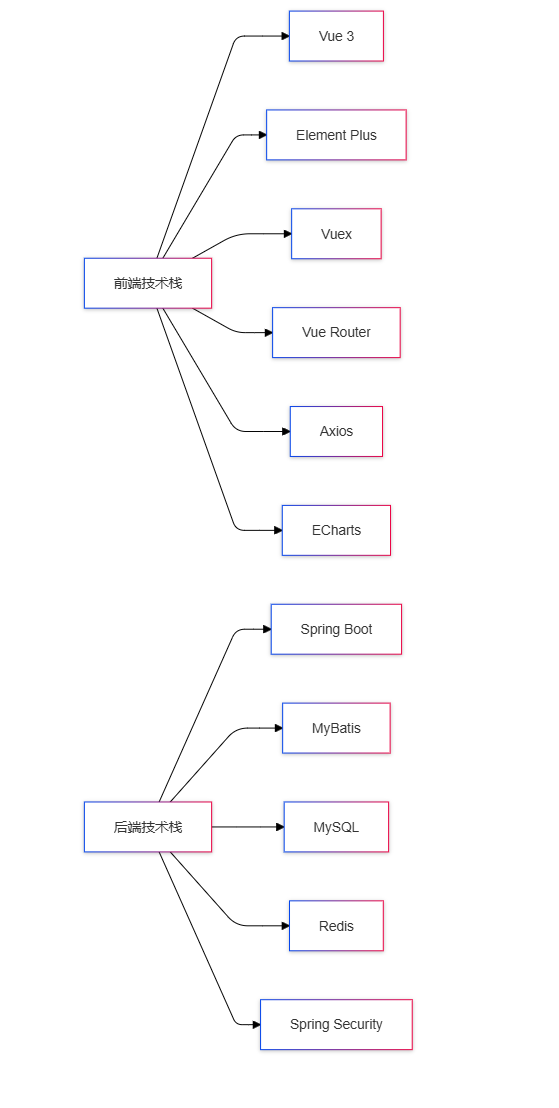 Vue 3
Element Plus
Vuex
前端技术栈
Vue Router
Axios
ECharts
Spring Boot
MyBatis
后端技术栈
MySQL
Redis
Spring Security